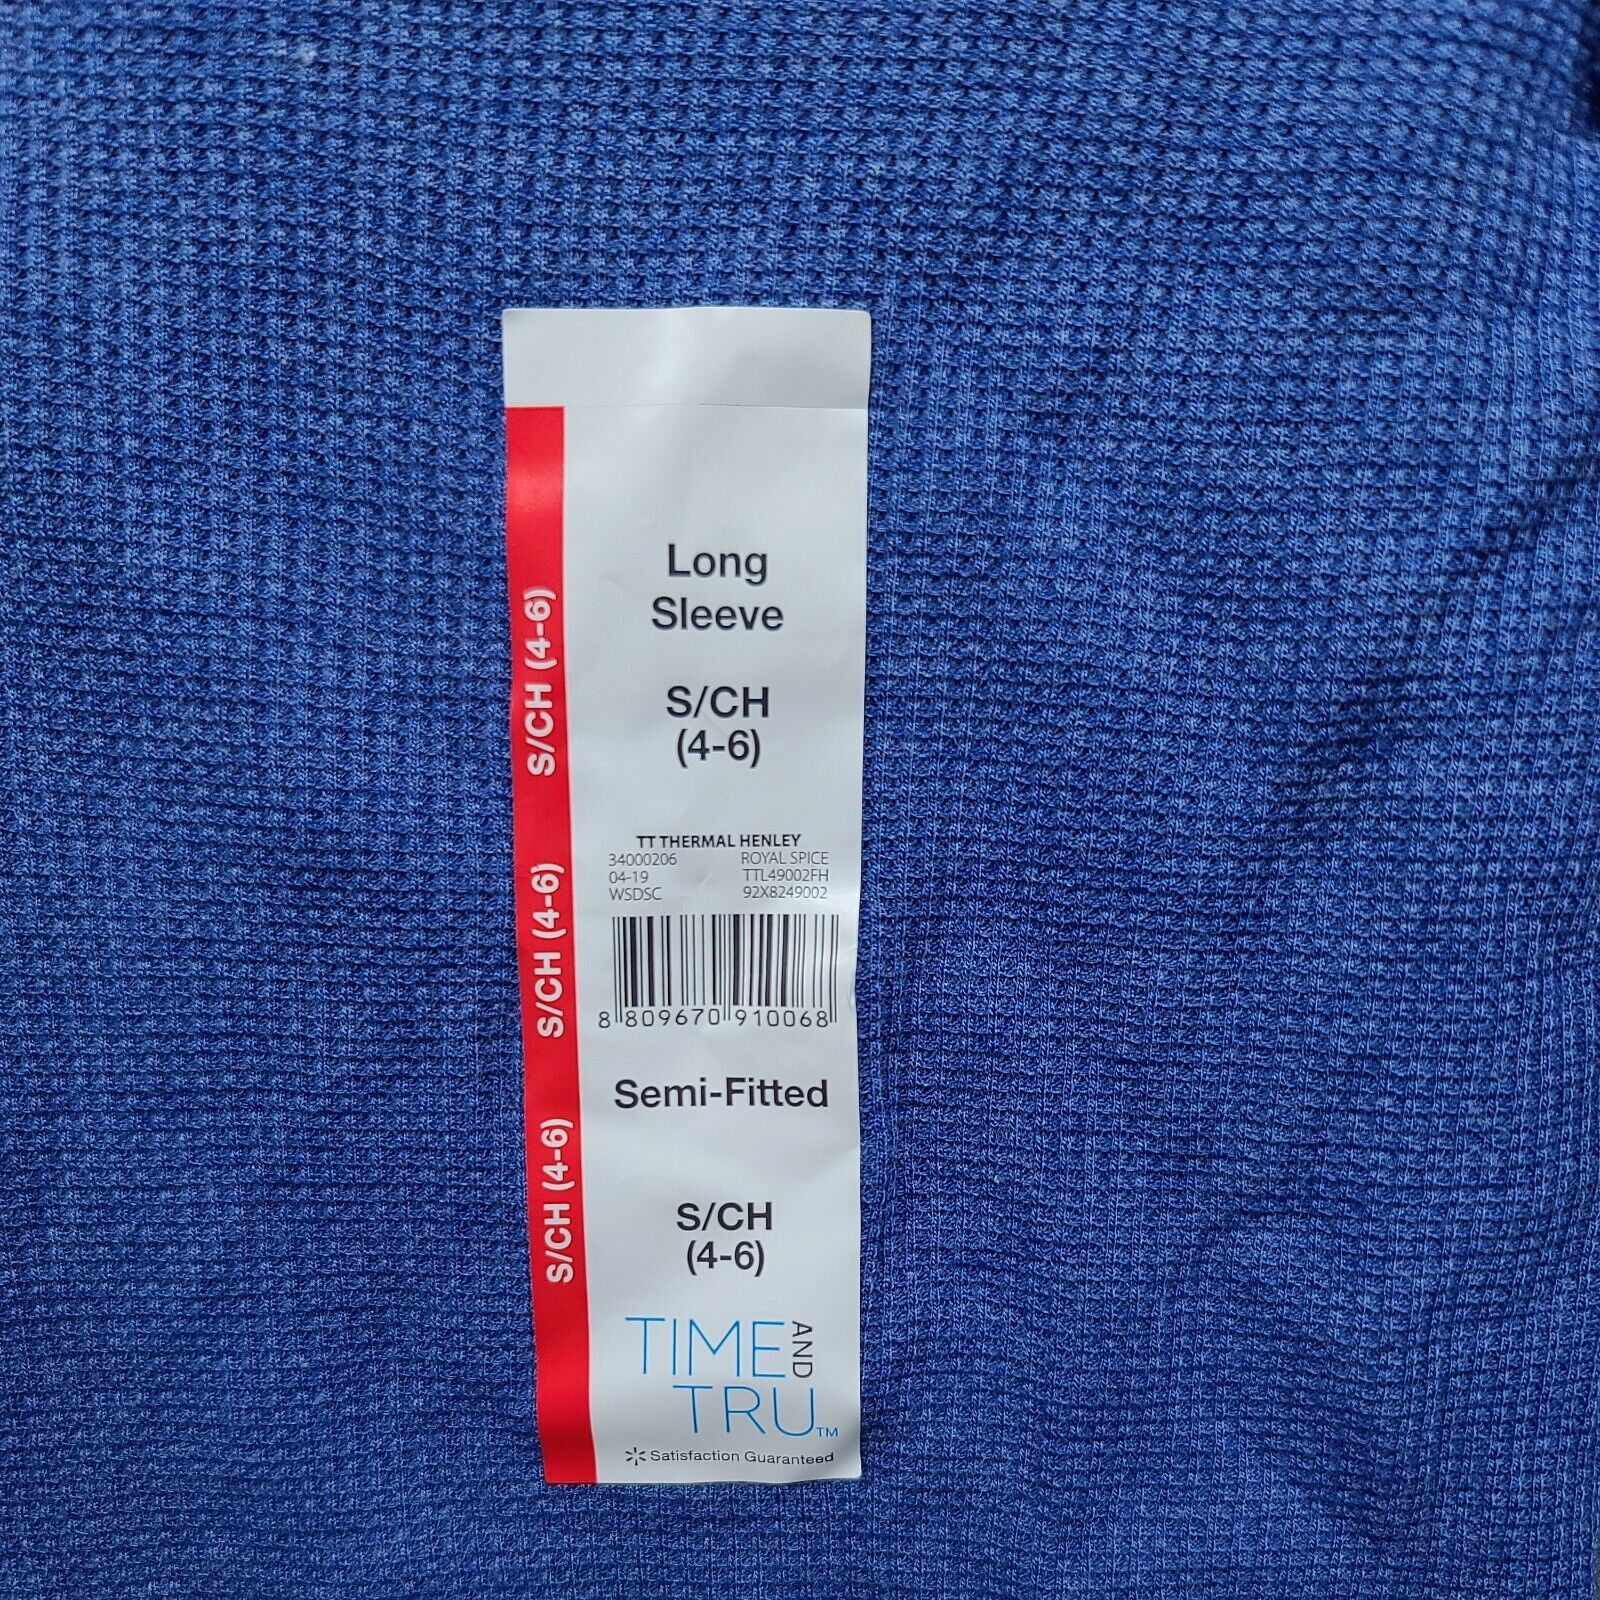 Long
Sleeve
S/CH
(4-6)
TT THERMAL HENLEY
34000206 ROYAL SPICE
04-19 TTL49002FH
WSDSC 92X8249002
8 809670 910068
Semi-Fitted
S/CH
(4-6)
TIME AND
TRU™
Satisfaction Guaranteed
S/CH (4-6)
S/CH (4-6)
S/CH (4-6)